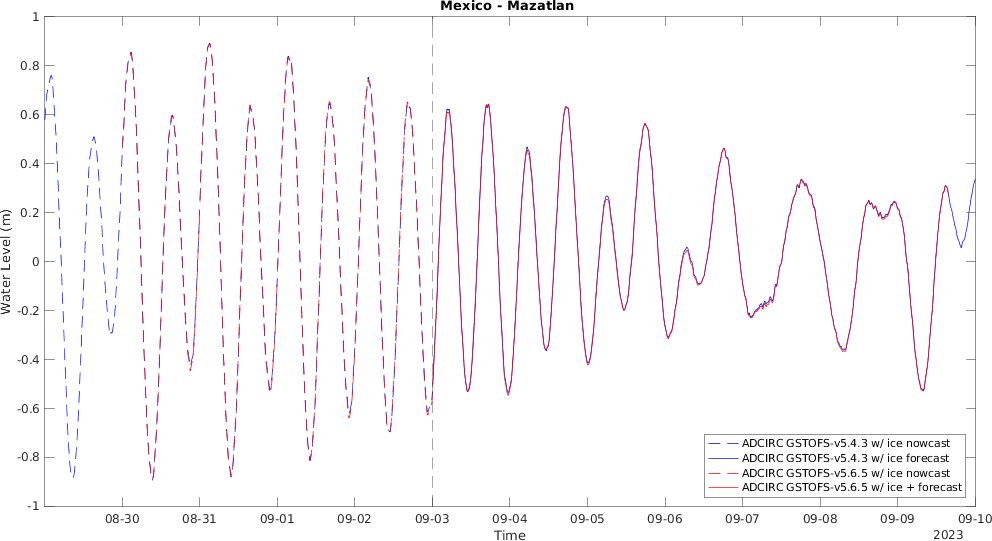 Mexico - Mazatlan
1
0.8
0.6
0.4
0.2
0
-0.2
-0.4
-0.6
-0.8
-1
Water Level (m)
ADCIRC GSTOFS-v5.4.3 w/ ice nowcast
ADCIRC GSTOFS-v5.4.3 w/ ice forecast
ADCIRC GSTOFS-v5.6.5 w/ ice nowcast
ADCIRC GSTOFS-v5.6.5 w/ ice + forecast
08-30 08-31 09-01 09-02 09-03 09-04 09-05 09-06 09-07 09-08 09-09 09-10
Time
2023